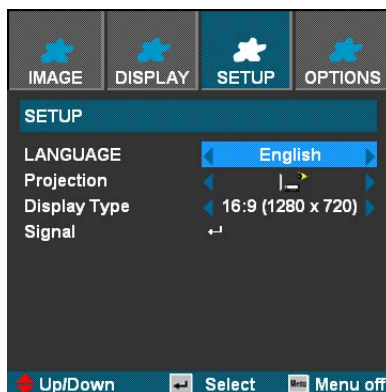 IMAGE DISPLAY SETUP OPTIONS
SETUP
LANGUAGE English
Projection
Display Type 16:9 (1280 x 720)
Signal
Up/Down Select Menu Menu off